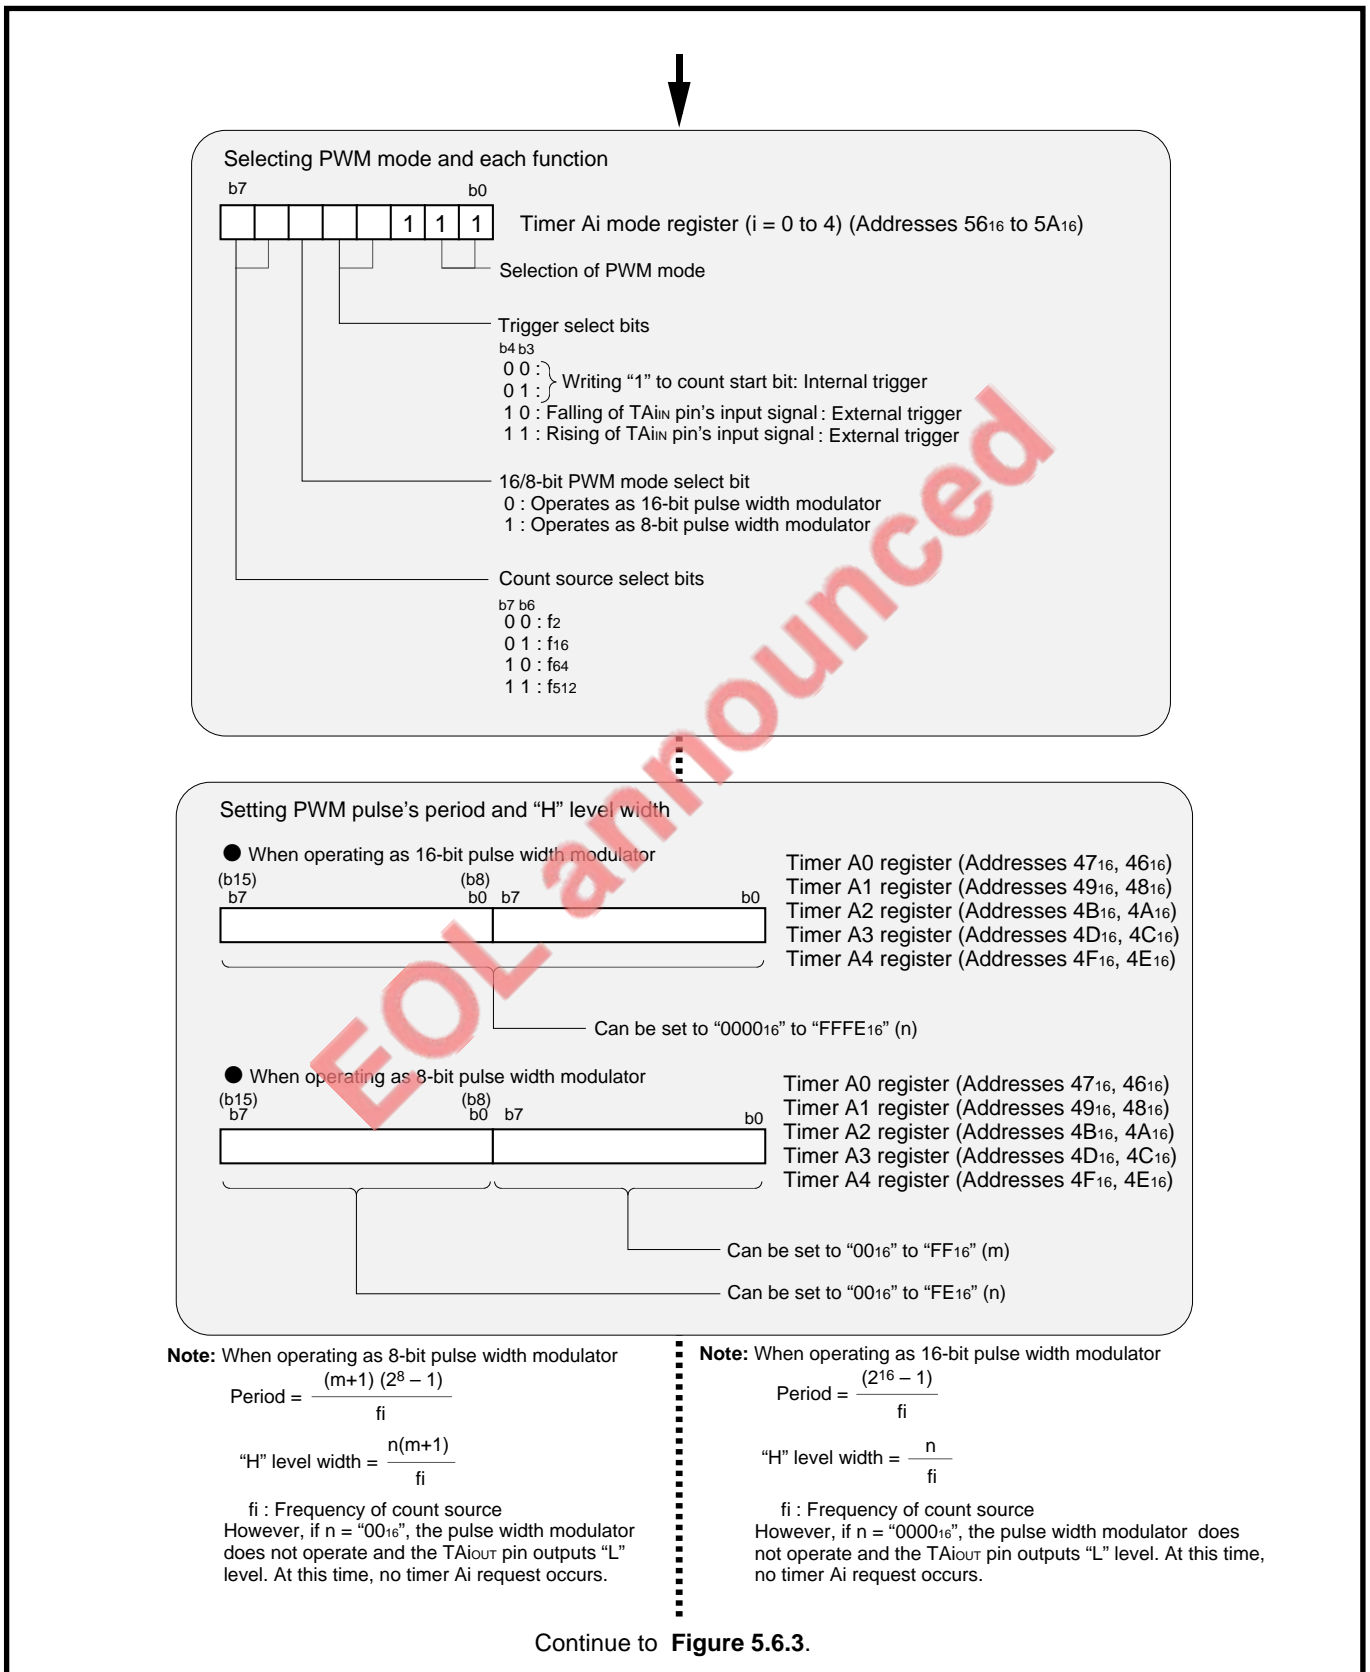 Selecting PWM mode and each function
b7 b0
1 1 1 Timer Ai mode register (i = 0 to 4) (Addresses 5616 to 5A16)
Selection of PWM mode
Trigger select bits
b4 b3
0 0 :
0 1 :
Writing “1” to count start bit: Internal trigger
1 0 : Falling of TAiIN pin’s input signal : External trigger
1 1 : Rising of TAiIN pin’s input signal : External trigger
16/8-bit PWM mode select bit
0 : Operates as 16-bit pulse width modulator
1 : Operates as 8-bit pulse width modulator
Count source select bits
b7 b6
0 0 : f2
0 1 : f16
1 0 : f64
1 1 : f512
Setting PWM pulse’s period and “H” level width
● When operating as 16-bit pulse width modulator
(b15) (b8)
b7 b0 b7 b0
Timer A0 register (Addresses 4716, 4616)
Timer A1 register (Addresses 4916, 4816)
Timer A2 register (Addresses 4B16, 4A16)
Timer A3 register (Addresses 4D16, 4C16)
Timer A4 register (Addresses 4F16, 4E16)
Can be set to “000016” to “FFFE16” (n)
● When operating as 8-bit pulse width modulator
(b15) (b8)
b7 b0 b7 b0
Timer A0 register (Addresses 4716, 4616)
Timer A1 register (Addresses 4916, 4816)
Timer A2 register (Addresses 4B16, 4A16)
Timer A3 register (Addresses 4D16, 4C16)
Timer A4 register (Addresses 4F16, 4E16)
Can be set to “0016” to “FF16” (m)
Can be set to “0016” to “FE16” (n)
EOL announced
Note: When operating as 8-bit pulse width modulator
Period = (m+1) (2^8 – 1) / fi
“H” level width = n(m+1) / fi
fi : Frequency of count source
However, if n = “0016”, the pulse width modulator
does not operate and the TAiOUT pin outputs “L”
level. At this time, no timer Ai request occurs.
Note: When operating as 16-bit pulse width modulator
Period = (2^16 – 1) / fi
“H” level width = n / fi
fi : Frequency of count source
However, if n = “000016”, the pulse width modulator does
not operate and the TAiOUT pin outputs “L” level. At this time,
no timer Ai request occurs.
Continue to Figure 5.6.3.